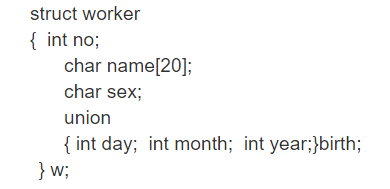 struct worker
{ int no;
char name[20];
char sex;
union
{ int day; int month; int year;}birth;
} w;